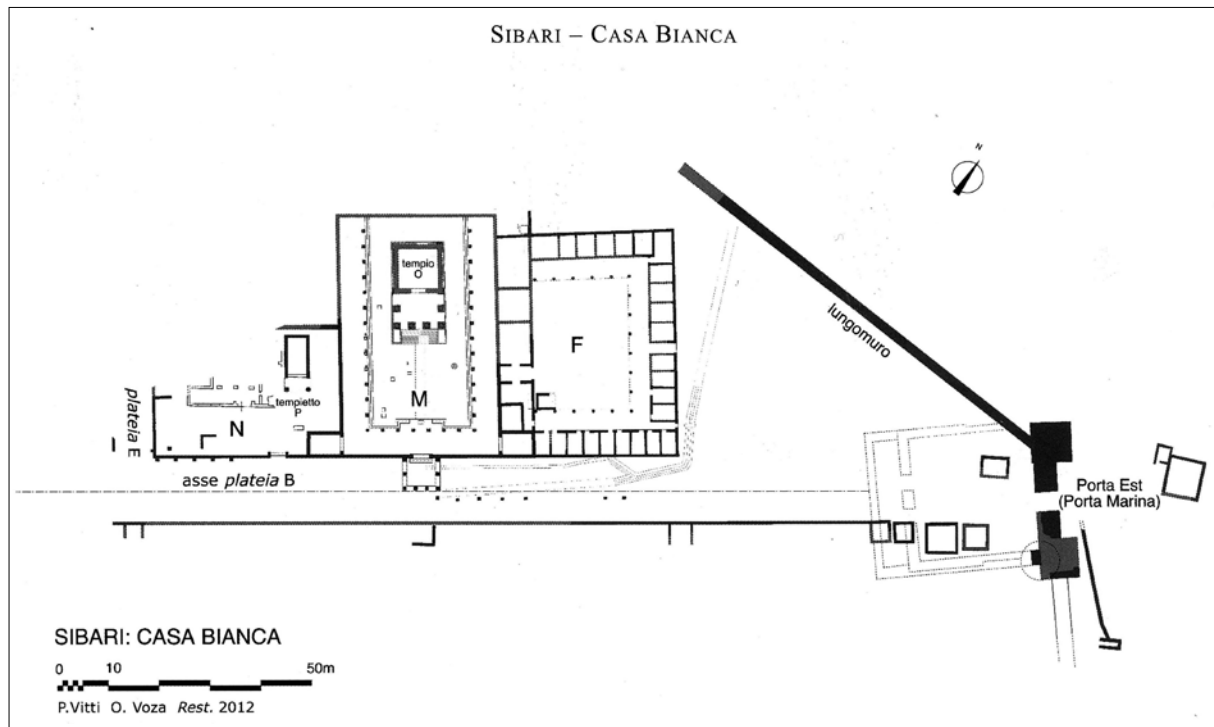 SIBARI – CASA BIANCA
N
tempio
O
F
lungomuro
M
tempietto
P
plateia E
N
asse plateia B
Porta Est
(Porta Marina)
SIBARI: CASA BIANCA
0 10 50m
P.Vitti O. Voza Rest. 2012